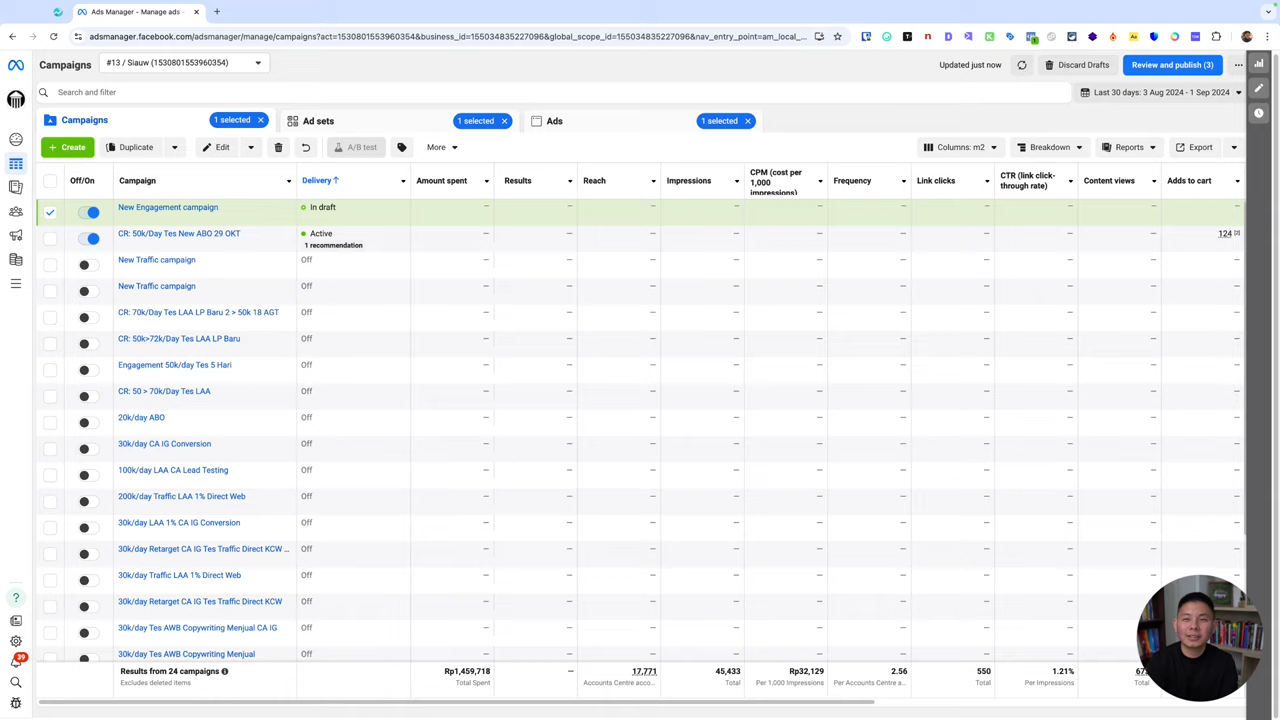 Ads Manager - Manage ads -
adsmanager.facebook.com/adsmanager/manage/campaigns?act=1530801553960354&business_id=155034835227096&global_scope_id=155034835227096&nav_entry_point=am_local_...
Campaigns
#13 / Siauw (1530801553960354)
Updated just now
Discard Drafts
Review and publish (3)
Search and filter
Last 30 days: 3 Aug 2024 - 1 Sep 2024
Campaigns
1 selected
Ad sets
1 selected
Ads
1 selected
+ Create
Duplicate
Edit
A/B test
More
Columns: m2
Breakdown
Reports
Export
Off/On
Campaign
Delivery ↑
Amount spent
Results
Reach
Impressions
CPM (cost per 1,000 impressions)
Frequency
Link clicks
CTR (link click-through rate)
Content views
Adds to cart
New Engagement campaign
In draft
— — — — — — — — — —
CR: 50k/Day Tes New ABO 29 OKT
Active
1 recommendation
124 [2]
New Traffic campaign
Off
New Traffic campaign
Off
CR: 70k/Day Tes LAA LP Baru 2 > 50k 18 AGT
Off
CR: 50k>72k/Day Tes LAA LP Baru
Off
Engagement 50k/day Tes 5 Hari
Off
CR: 50 > 70k/Day Tes LAA
Off
20k/day ABO
Off
30k/day CA IG Conversion
Off
100k/day LAA CA Lead Testing
Off
200k/day Traffic LAA 1% Direct Web
Off
30k/day LAA 1% CA IG Conversion
Off
30k/day Retarget CA IG Tes Traffic Direct KCW ...
Off
30k/day Traffic LAA 1% Direct Web
Off
30k/day Retarget CA IG Tes Traffic Direct KCW
Off
30k/day Tes AWB Copywriting Menjual CA IG
Off
30k/day Tes AWB Copywriting Menjual
Off
39
Results from 24 campaigns
Excludes deleted items
Rp1,459,718
Total Spent
—
17,771
Accounts Centre acco...
45,433
Total
Rp32,129
Per 1,000 Impressions
2.56
Per Accounts Centre a...
550
Total
1.21%
Per Impressions
Total